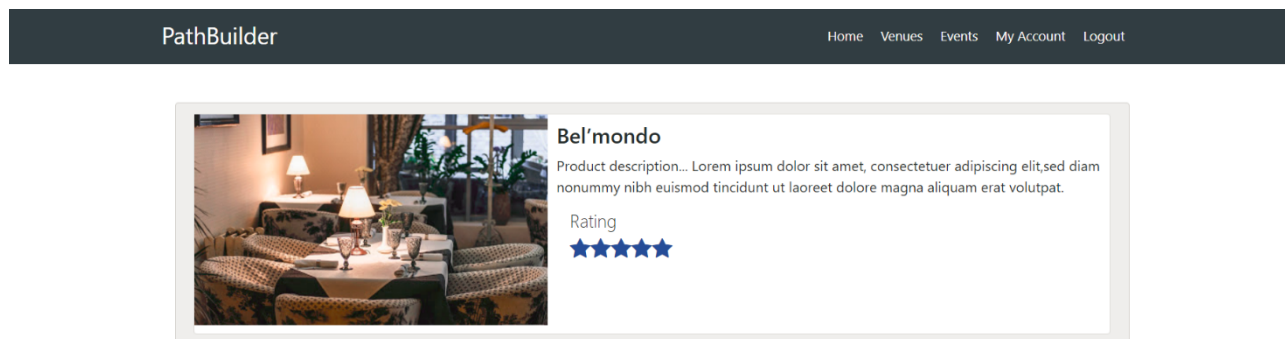 PathBuilder
Home Venues Events My Account Logout
Bel’mondo
Product description... Lorem ipsum dolor sit amet, consectetuer adipiscing elit,sed diam
nonummy nibh euismod tincidunt ut laoreet dolore magna aliquam erat volutpat.
Rating